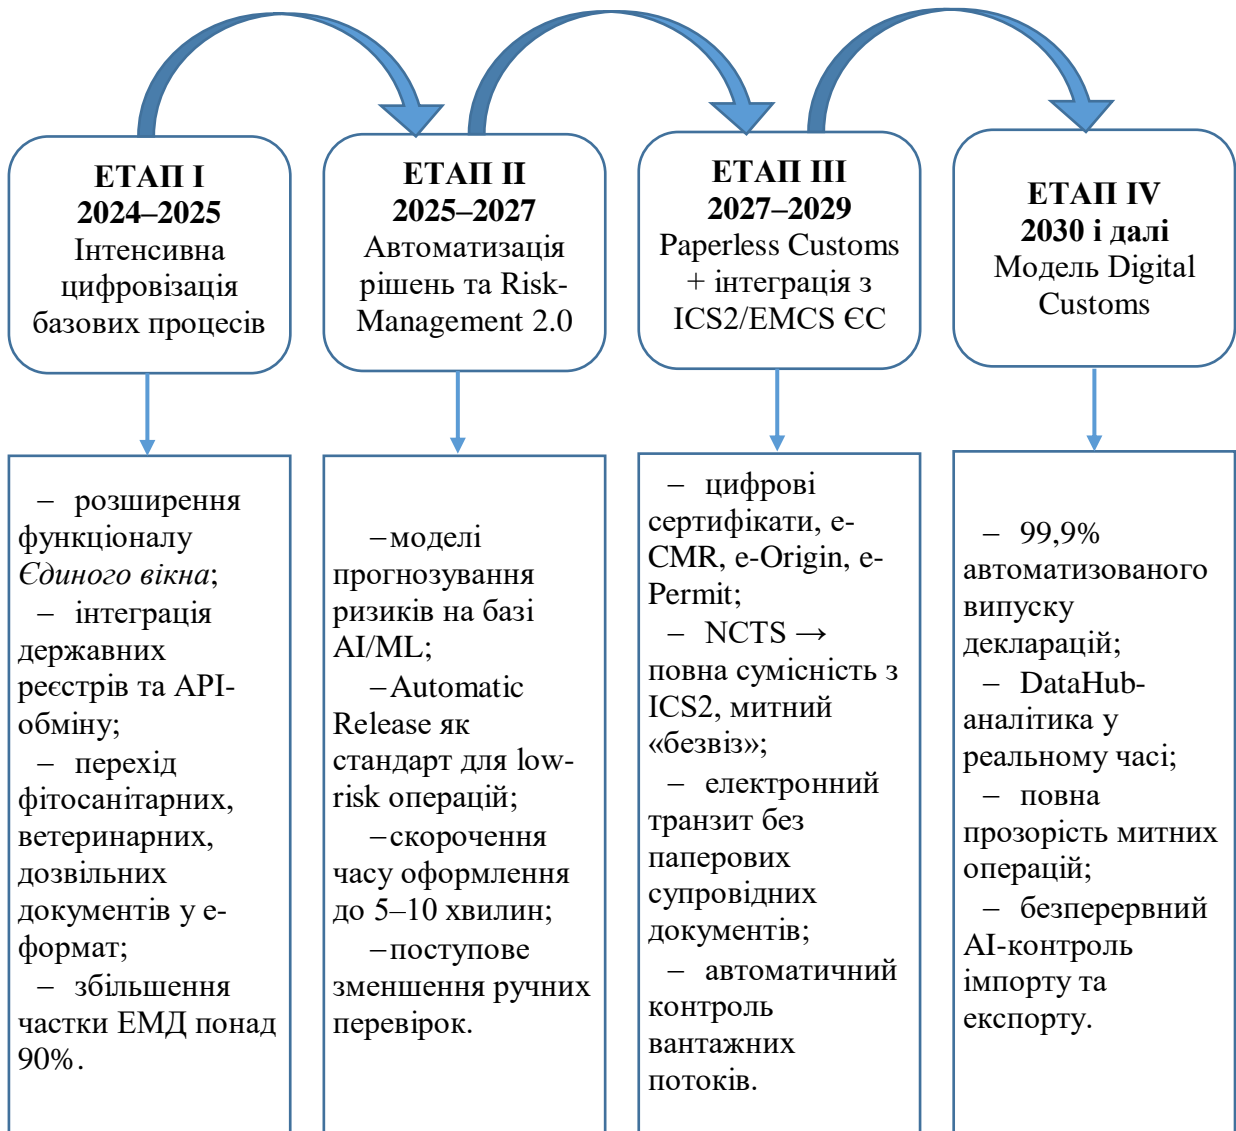 ЕТАП I
2024–2025
Інтенсивна
цифровізація
базових процесів
ЕТАП II
2025–2027
Автоматизація
рішень та Risk-
Management 2.0
ЕТАП III
2027–2029
Paperless Customs
+ інтеграція з
ICS2/EMCS ЄС
ЕТАП IV
2030 і далі
Модель Digital
Customs
– розширення
функціоналу
Єдиного вікна;
– інтеграція
державних
реєстрів та API-
обміну;
– перехід
фітосанітарних,
ветеринарних,
дозвільних
документів у е-
формат;
– збільшення
частки ЕМД понад
90%.
– моделі
прогнозування
ризиків на базі
AI/ML;
– Automatic
Release як
стандарт для low-
risk операцій;
– скорочення
часу оформлення
до 5–10 хвилин;
– поступове
зменшення ручних
перевірок.
– цифрові
сертифікати, e-
CMR, e-Origin, e-
Permit;
– NCTS →
повна сумісність з
ICS2, митний
«безвіз»;
– електронний
транзит без
паперових
супровідних
документів;
– автоматичний
контроль
вантажних
потоків.
– 99,9%
автоматизованого
випуску
декларацій;
– DataHub-
аналітика у
реальному часі;
– повна
прозорість митних
операцій;
– безперервний
AI-контроль
імпорту та
експорту.